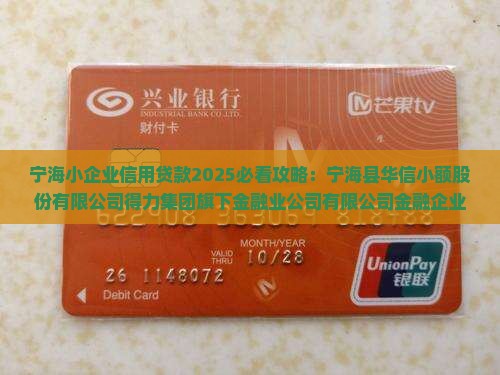 兴业银行
INDUSTRIAL BANK CO.,LTD.
财付卡
芒果tv
宁海小企业信用贷款2025必看攻略：宁海县华信小额股
份有限公司得力集团旗下金融业公司有限公司金融企业
MONTH/YEAR
VALID
THRU
10/28
26 1148072
Debit Card
UnionPay
银联